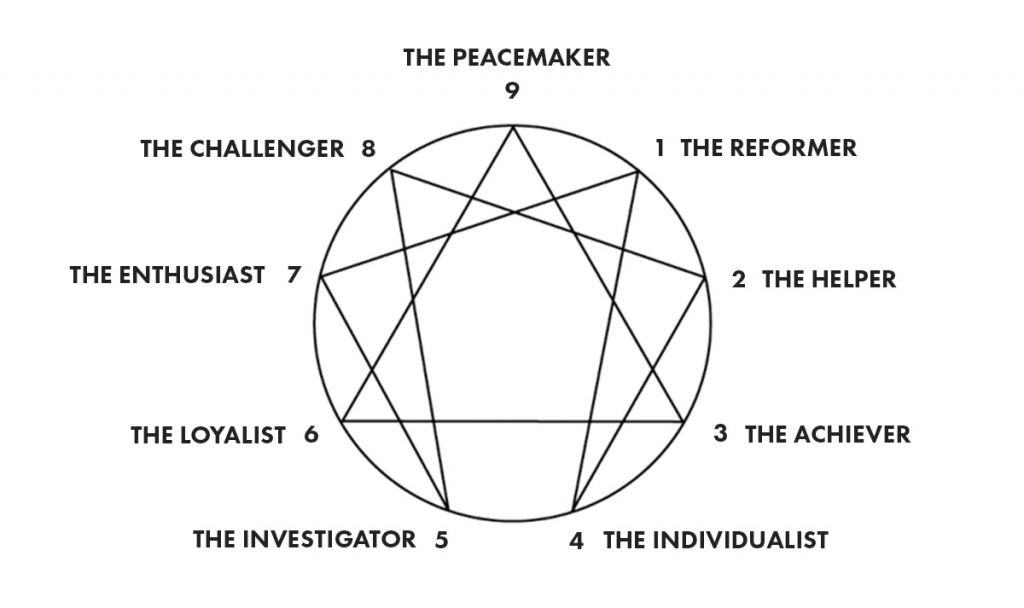 THE PEACEMAKER
9
THE CHALLENGER 8
1 THE REFORMER
THE ENTHUSIAST 7
2 THE HELPER
THE LOYALIST 6
3 THE ACHIEVER
THE INVESTIGATOR 5
4 THE INDIVIDUALIST